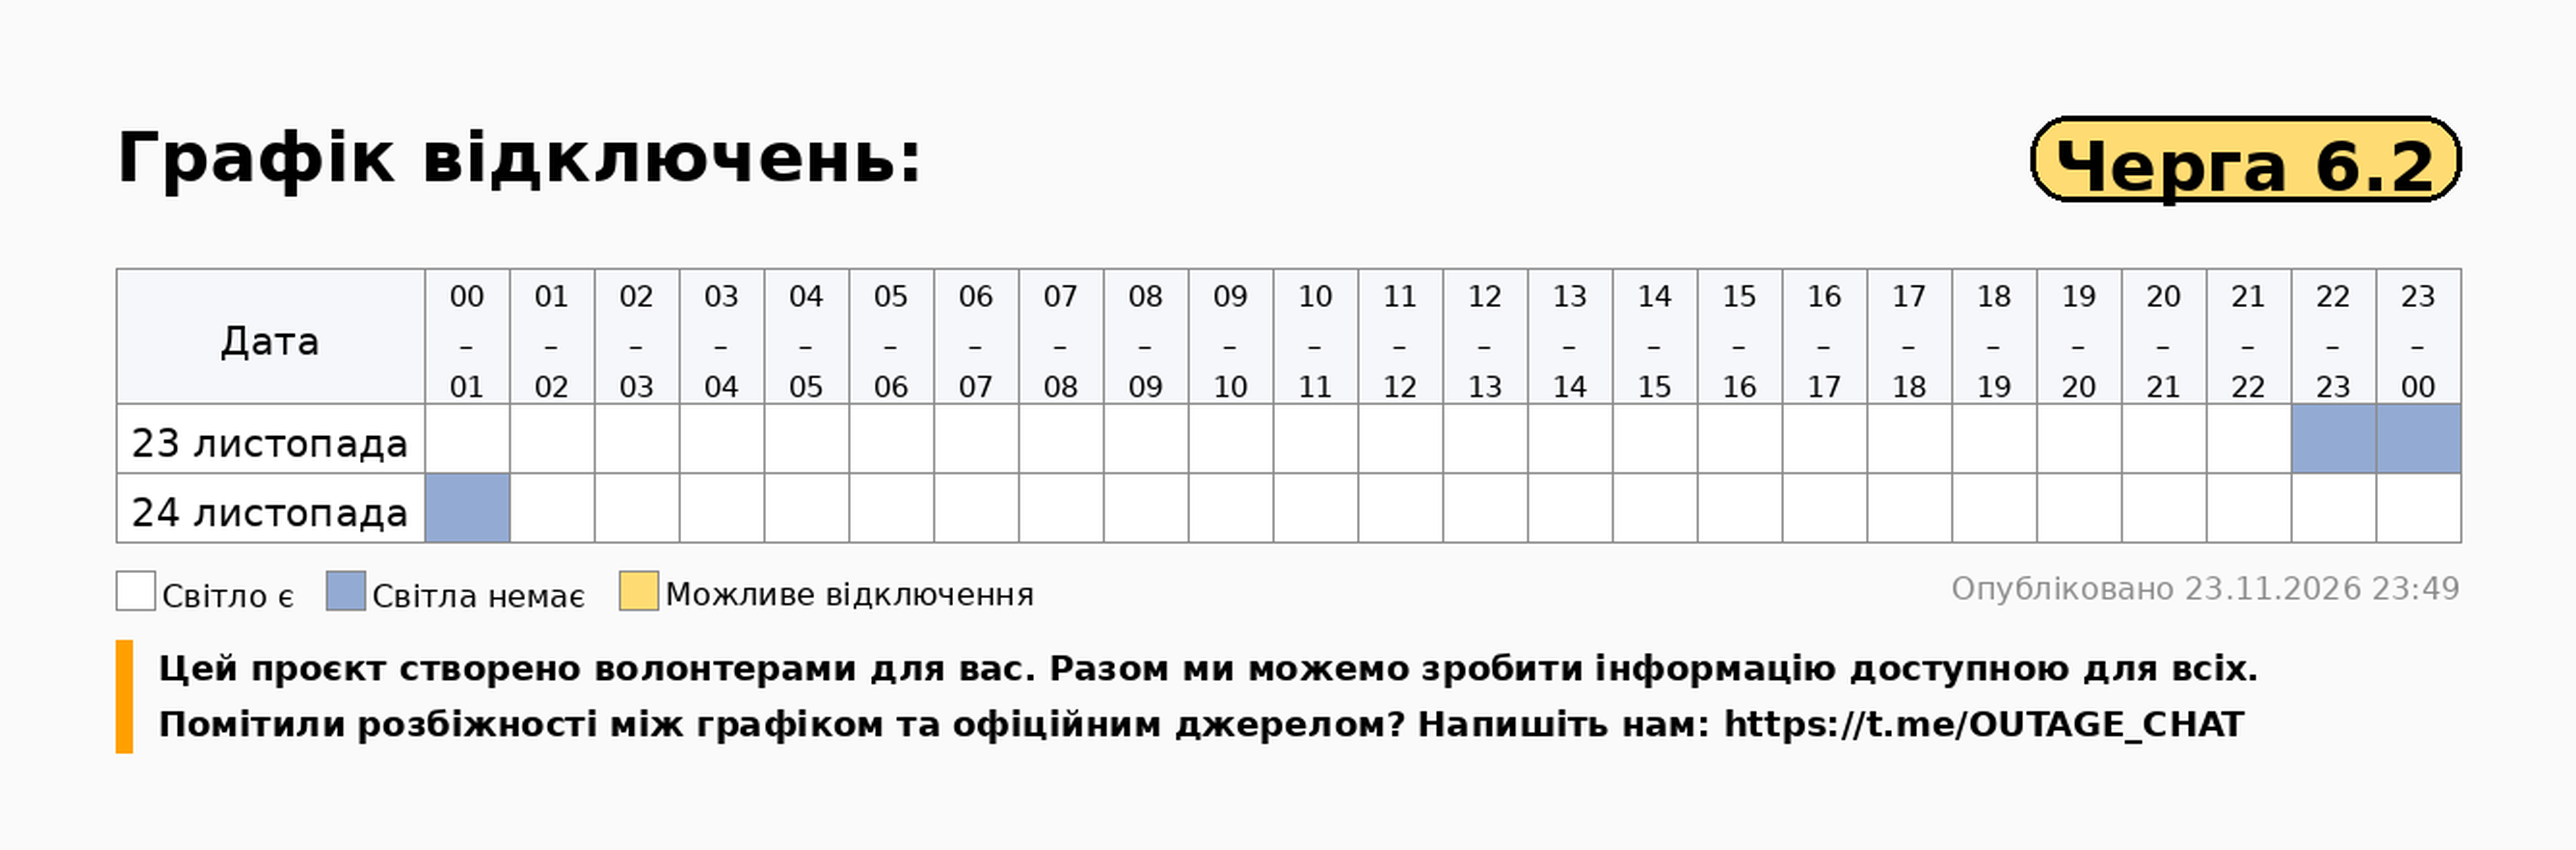 Графік відключень:
Черга 6.2
Дата
00 – 01
01 – 02
02 – 03
03 – 04
04 – 05
05 – 06
06 – 07
07 – 08
08 – 09
09 – 10
10 – 11
11 – 12
12 – 13
13 – 14
14 – 15
15 – 16
16 – 17
17 – 18
18 – 19
19 – 20
20 – 21
21 – 22
22 – 23
23 – 00
23 листопада
24 листопада
Світло є
Світла немає
Можливе відключення
Опубліковано 23.11.2026 23:49
Цей проєкт створено волонтерами для вас. Разом ми можемо зробити інформацію доступною для всіх.
Помітили розбіжності між графіком та офіційним джерелом? Напишіть нам: https://t.me/OUTAGE_CHAT